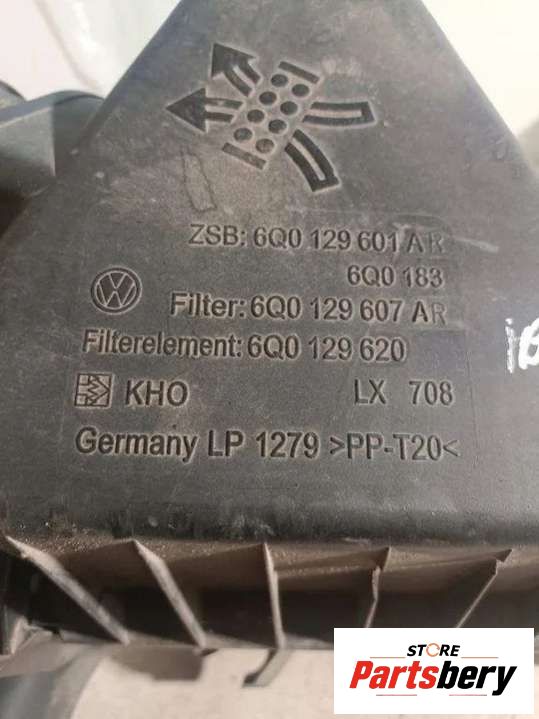 ZSB: 6Q0 129 601 AR
6Q0 183
Filter: 6Q0 129 607 AR
Filterelement: 6Q0 129 620
KHO LX 708
Germany LP 1279 >PP-T20<
STORE
Partsbery